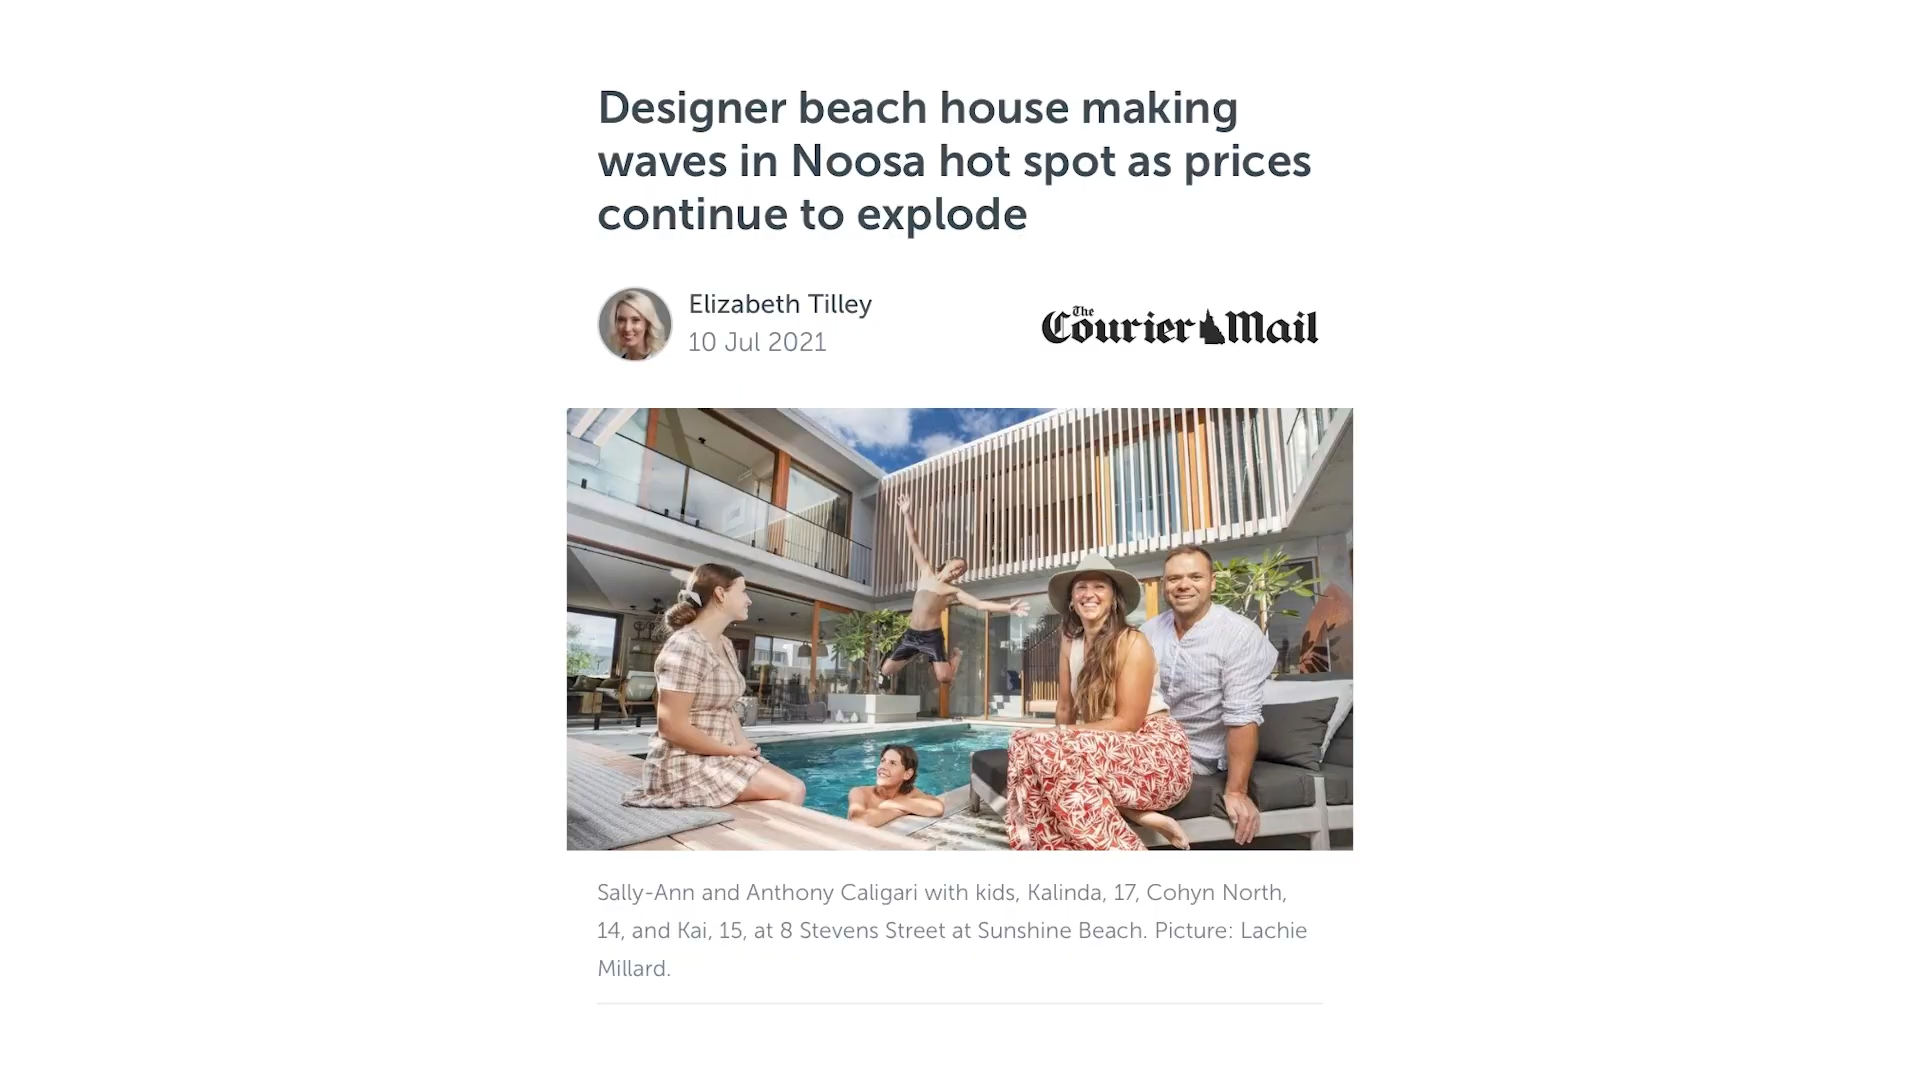 Designer beach house making
waves in Noosa hot spot as prices
continue to explode
Elizabeth Tilley
10 Jul 2021
The Courier Mail
Sally-Ann and Anthony Caligari with kids, Kalinda, 17, Cohyn North,
14, and Kai, 15, at 8 Stevens Street at Sunshine Beach. Picture: Lachie
Millard.